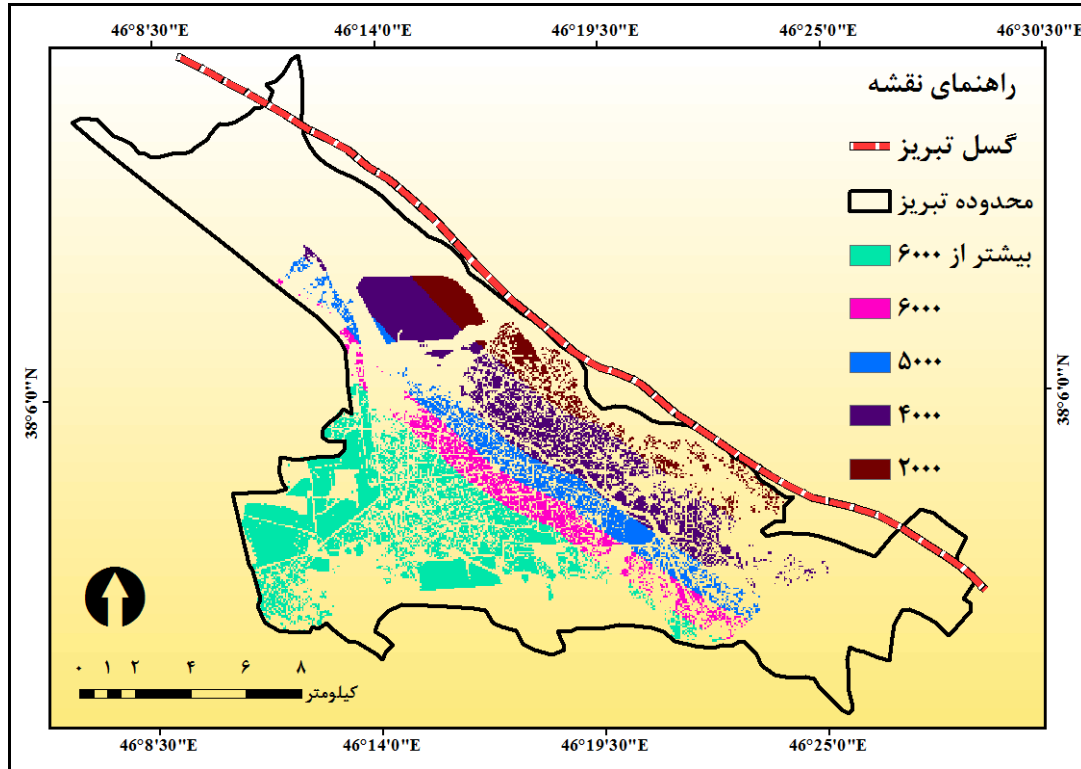 46°8'30"E 46°14'0"E 46°19'30"E 46°25'0"E 46°30'30"E
راهنمای نقشه
گسل تبریز
محدوده تبریز
بیشتر از ۶۰۰۰
۶۰۰۰
۵۰۰۰
۴۰۰۰
۲۰۰۰
38°6'0"N
38°6'0"N
۰ ۱ ۲ ۴ ۶ ۸
کیلومتر
46°8'30"E 46°14'0"E 46°19'30"E 46°25'0"E